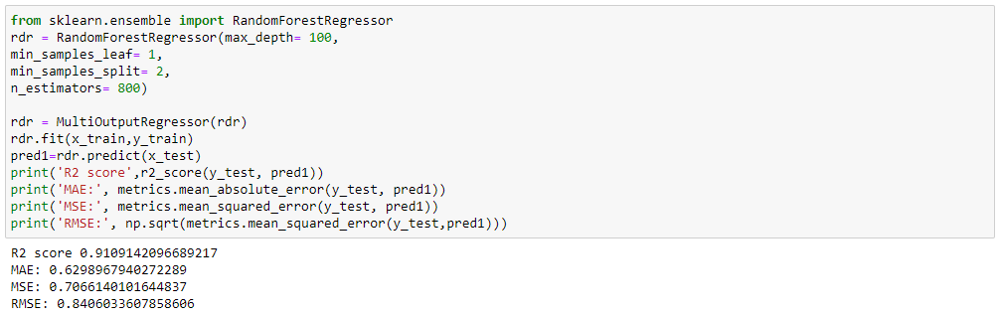 from sklearn.ensemble import RandomForestRegressor
rdr = RandomForestRegressor(max_depth= 100,
min_samples_leaf= 1,
min_samples_split= 2,
n_estimators= 800)
rdr = MultiOutputRegressor(rdr)
rdr.fit(x_train,y_train)
pred1=rdr.predict(x_test)
print('R2 score',r2_score(y_test, pred1))
print('MAE:', metrics.mean_absolute_error(y_test, pred1))
print('MSE:', metrics.mean_squared_error(y_test, pred1))
print('RMSE:', np.sqrt(metrics.mean_squared_error(y_test,pred1)))
R2 score 0.9109142096689217
MAE: 0.6298967940272289
MSE: 0.7066140101644837
RMSE: 0.8406033607858606